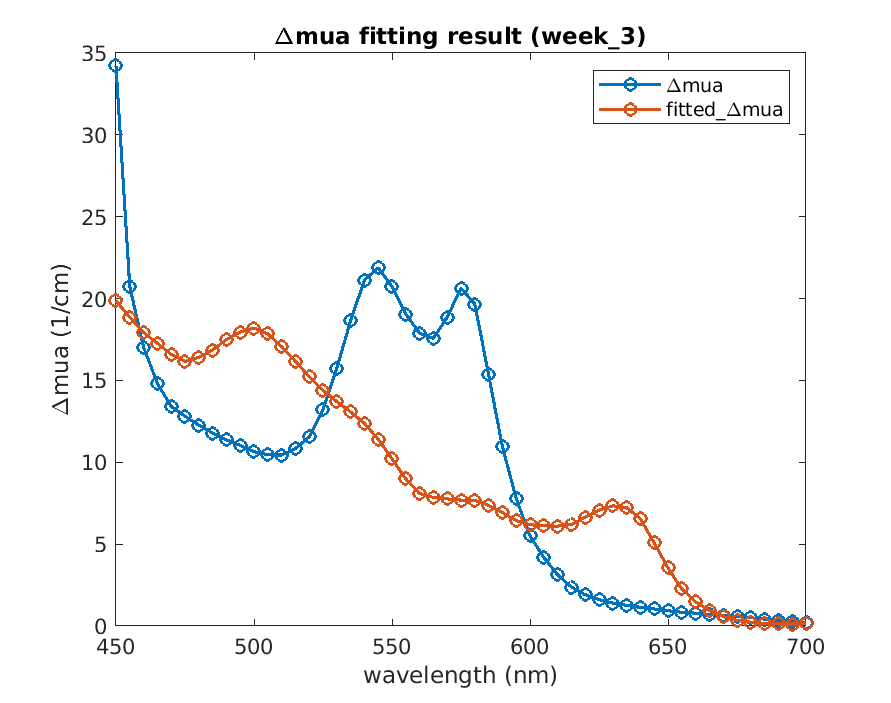 Δmua fitting result (week_3)
Δmua
fitted_Δmua
35
30
25
20
15
10
5
0
Δmua (1/cm)
450
500
550
600
650
700
wavelength (nm)